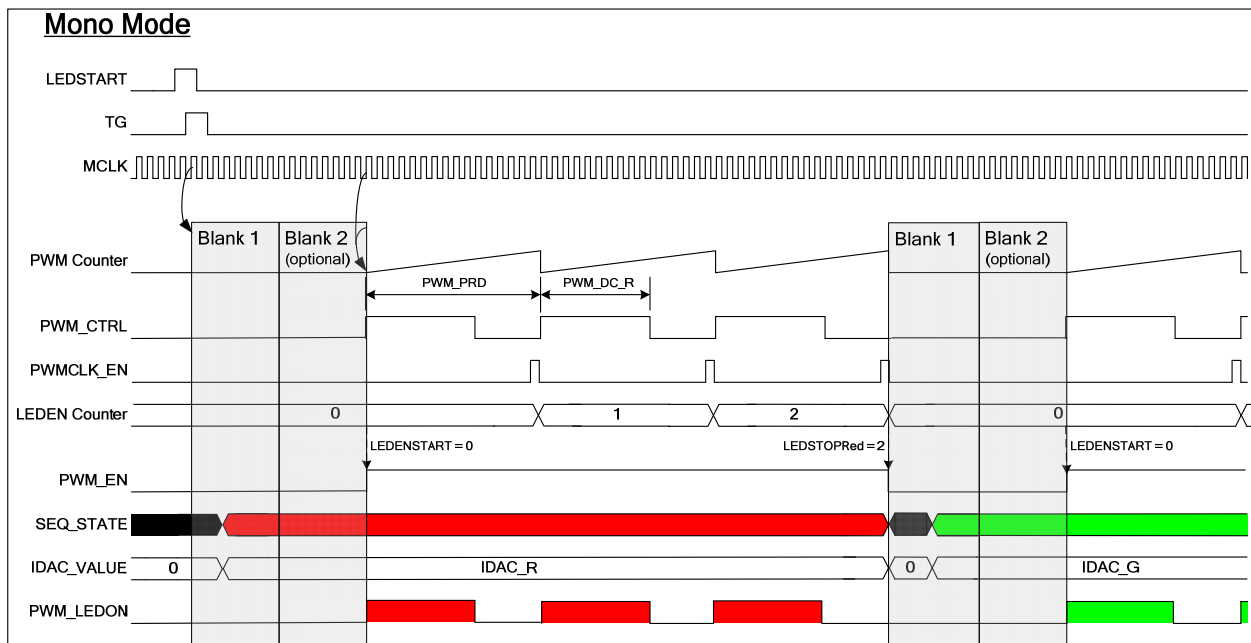 Mono Mode
LEDSTART
TG
MCLK
Blank 1
Blank 2
(optional)
Blank 1
Blank 2
(optional)
PWM Counter
PWM_PRD
PWM_DC_R
PWM_CTRL
PWMCLK_EN
LEDEN Counter
0
1
2
0
LEDENSTART = 0
LEDSTOPRed = 2
LEDENSTART = 0
PWM_EN
SEQ_STATE
IDAC_VALUE
0
IDAC_R
0
IDAC_G
PWM_LEDON